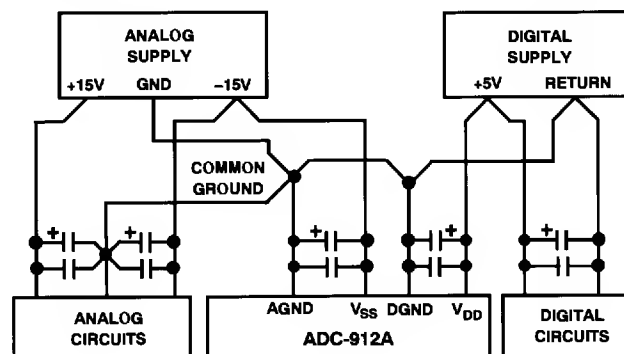 ANALOG
SUPPLY
+15V GND –15V
DIGITAL
SUPPLY
+5V RETURN
COMMON
GROUND
+ + + + +
ANALOG
CIRCUITS
AGND VSS DGND VDD
ADC-912A
DIGITAL
CIRCUITS